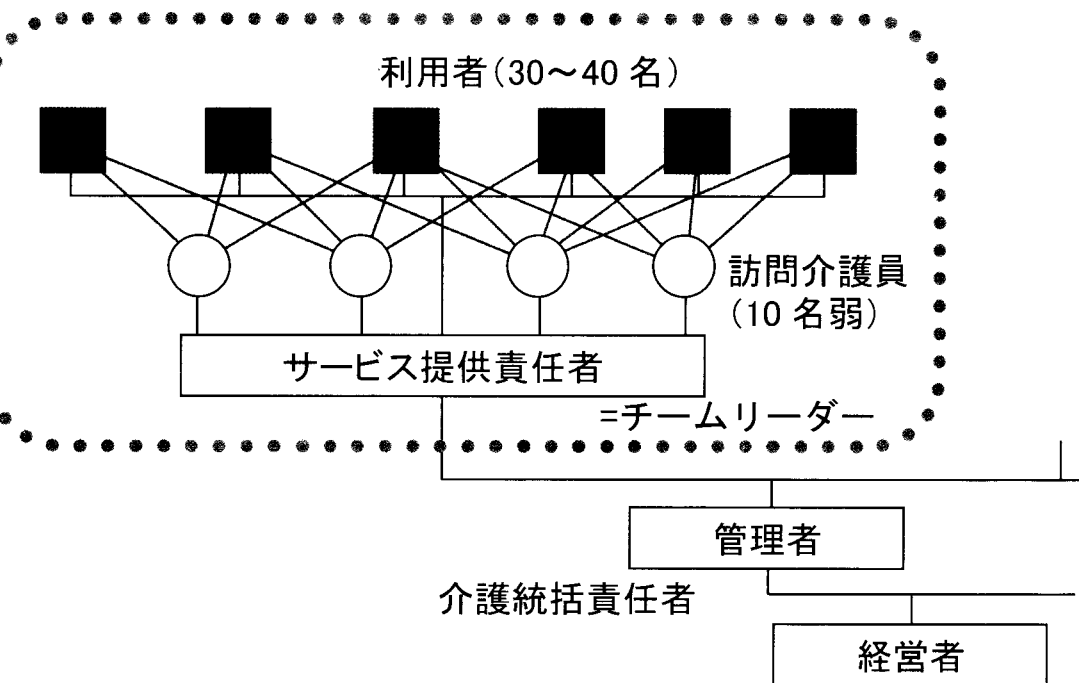 利用者（30～40 名）
訪問介護員
（10 名弱）
サービス提供責任者
=チームリーダー
管理者
介護統括責任者
経営者